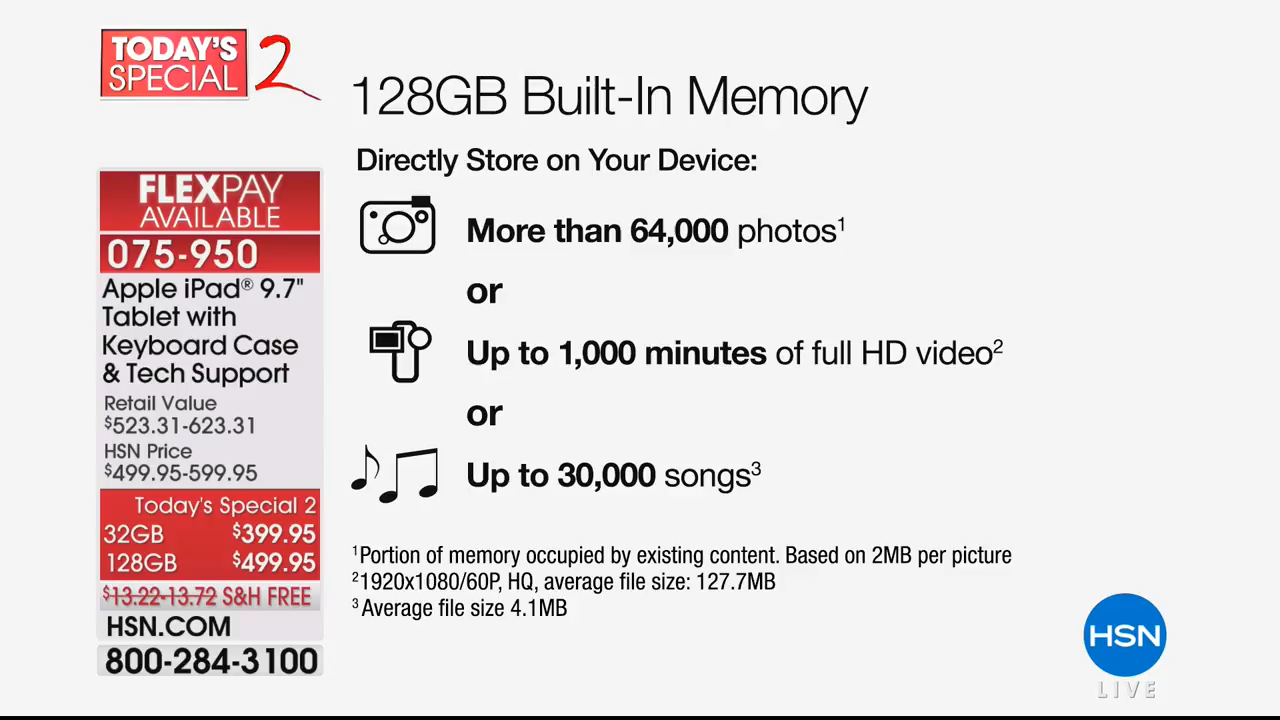 TODAY'S
SPECIAL 2
128GB Built-In Memory
Directly Store on Your Device:
More than 64,000 photos¹
or
Up to 1,000 minutes of full HD video²
or
Up to 30,000 songs³
¹Portion of memory occupied by existing content. Based on 2MB per picture
²1920x1080/60P, HQ, average file size: 127.7MB
³Average file size 4.1MB
FLEXPAY
AVAILABLE
075-950
Apple iPad® 9.7"
Tablet with
Keyboard Case
& Tech Support
Retail Value
$523.31-623.31
HSN Price
$499.95-599.95
Today's Special 2
32GB $399.95
128GB $499.95
$13.22-13.72 S&H FREE
HSN.COM
800-284-3100
HSN
LIVE